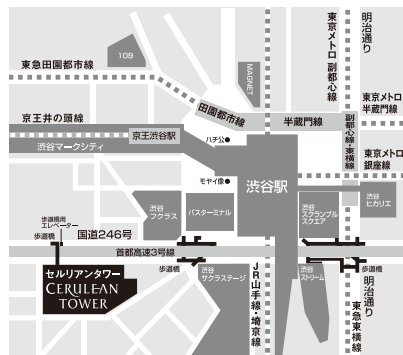 109
東急田園都市線
MAGNET
東京メトロ 副都心線
明治通り
田園都市線
半蔵門線
東京メトロ
半蔵門線
京王井の頭線
京王渋谷駅
ハチ公
副都心線・東横線
渋谷マークシティ
東京メトロ
銀座線
モヤイ像
渋谷駅
渋谷
フクラス
バスターミナル
渋谷
スクランブル
スクエア
渋谷
ヒカリエ
歩道橋用
エレベーター
歩道橋
国道246号
首都高速3号線
セルリアンタワー
CERULEAN
TOWER
歩道橋
渋谷
サクラステージ
JR山手線・埼京線
渋谷
ストリーム
歩道橋
明治通り
東急東横線